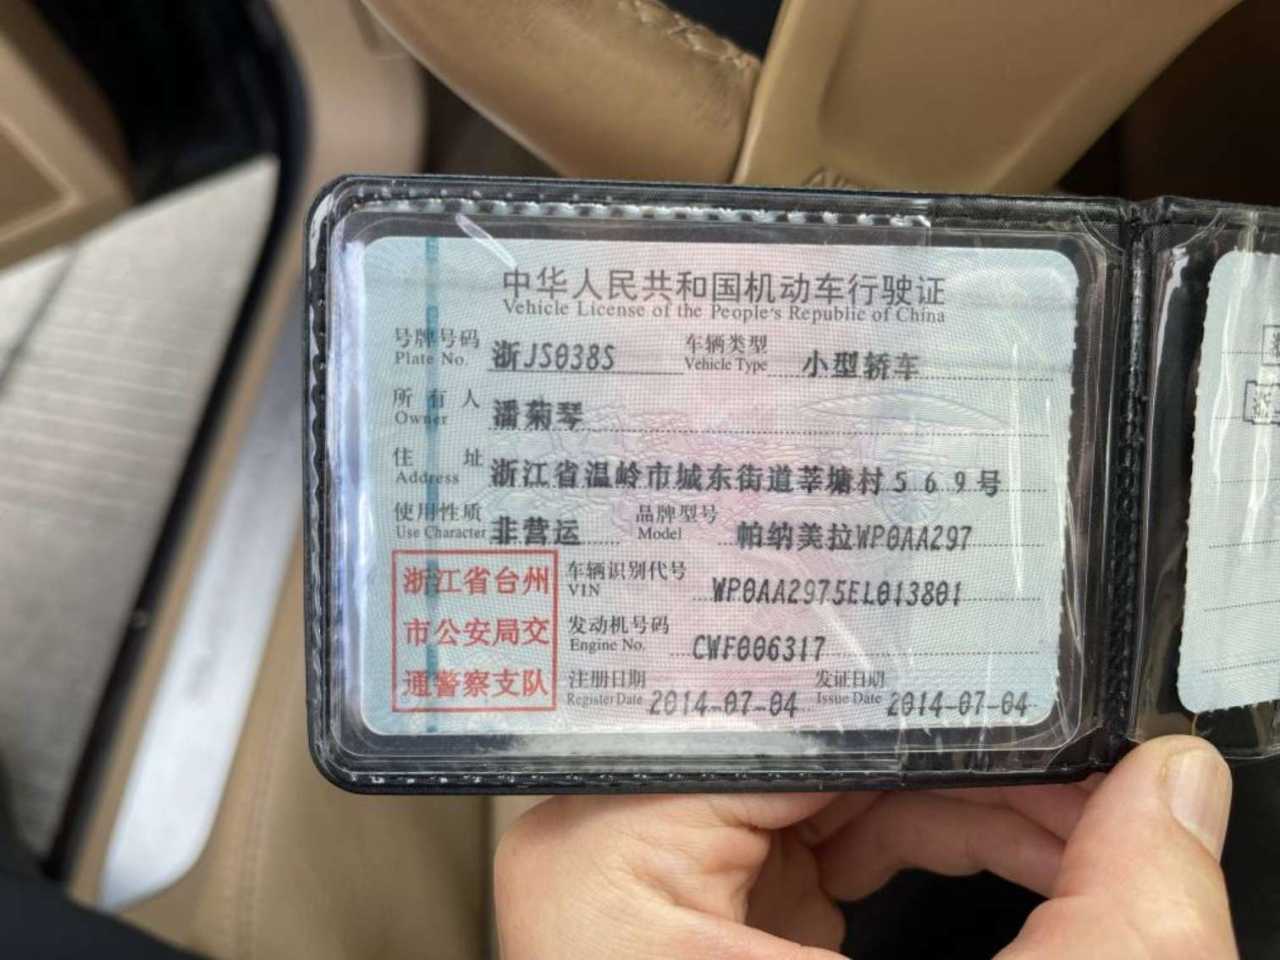 中华人民共和国机动车行驶证
Vehicle License of the People's Republic of China
号牌号码 浙JS038S 车辆类型 小型轿车
Plate No. Vehicle Type
所有人 潘菊琴
Owner
住址 浙江省温岭市城东街道莘塘村569号
Address
使用性质 非营运 品牌型号 帕纳美拉WP0AA297
Use Character Model
浙江省台州
市公安局交
通警察支队
车辆识别代号 WP0AA2975EL013801
VIN
发动机号码 CWF006317
Engine No.
注册日期 2014-07-04 发证日期 2014-07-04
Register Date Issue Date